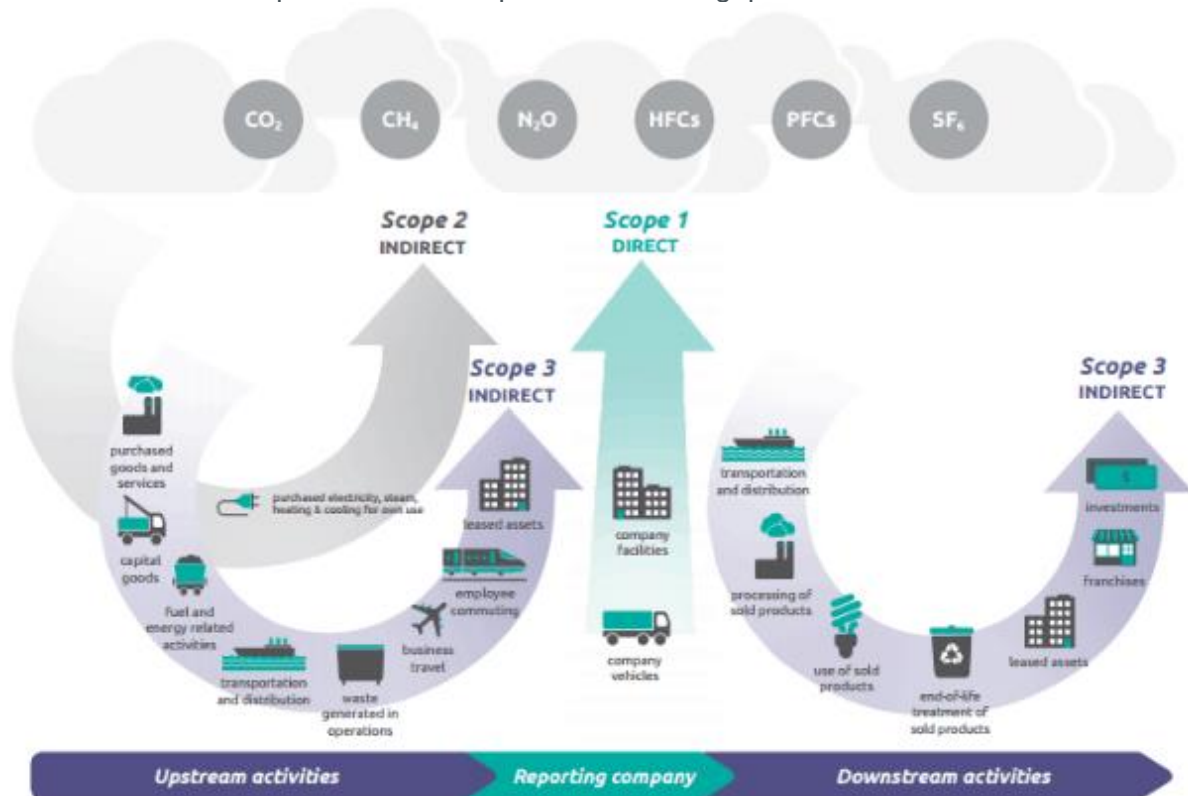 CO₂
CH₄
N₂O
HFCs
PFCs
SF₆
Scope 2
INDIRECT
Scope 1
DIRECT
Scope 3
INDIRECT
Scope 3
INDIRECT
purchased
goods and
services
capital
goods
fuel and
energy related
activities
purchased electricity, steam,
heating & cooling for own use
transportation
and distribution
waste
generated in
operations
business
travel
employee
commuting
leased assets
company
facilities
company
vehicles
transportation
and distribution
processing of
sold products
use of sold
products
end-of-life
treatment of
sold products
leased assets
franchises
$
investments
Upstream activities
Reporting company
Downstream activities